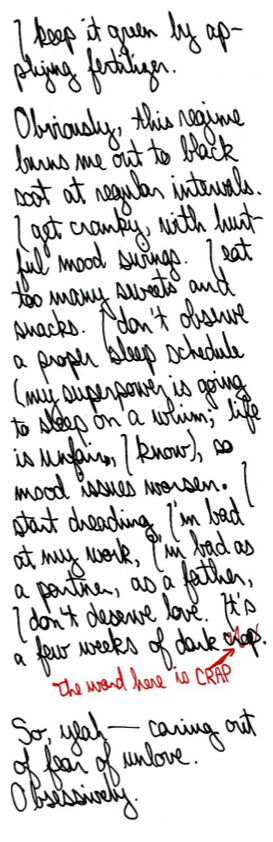 I keep it green by ap-
plying fertilizer.
Obviously, this regime
burns me out to black
soot at regular intervals.
I get cranky, with hurt-
ful mood swings. I eat
too many sweets and
snacks. I don't observe
a proper sleep schedule
(my superpower is going
to sleep on a whim; life
is unfair, I know), so
mood issues worsen. I
start dreading I'm bad
at my work, I'm bad as
a partner, as a father,
I don't deserve love. It's
a few weeks of dark crap.
The word here is CRAP
So, yeah — caring out
of fear of unlove.
Obsessively.